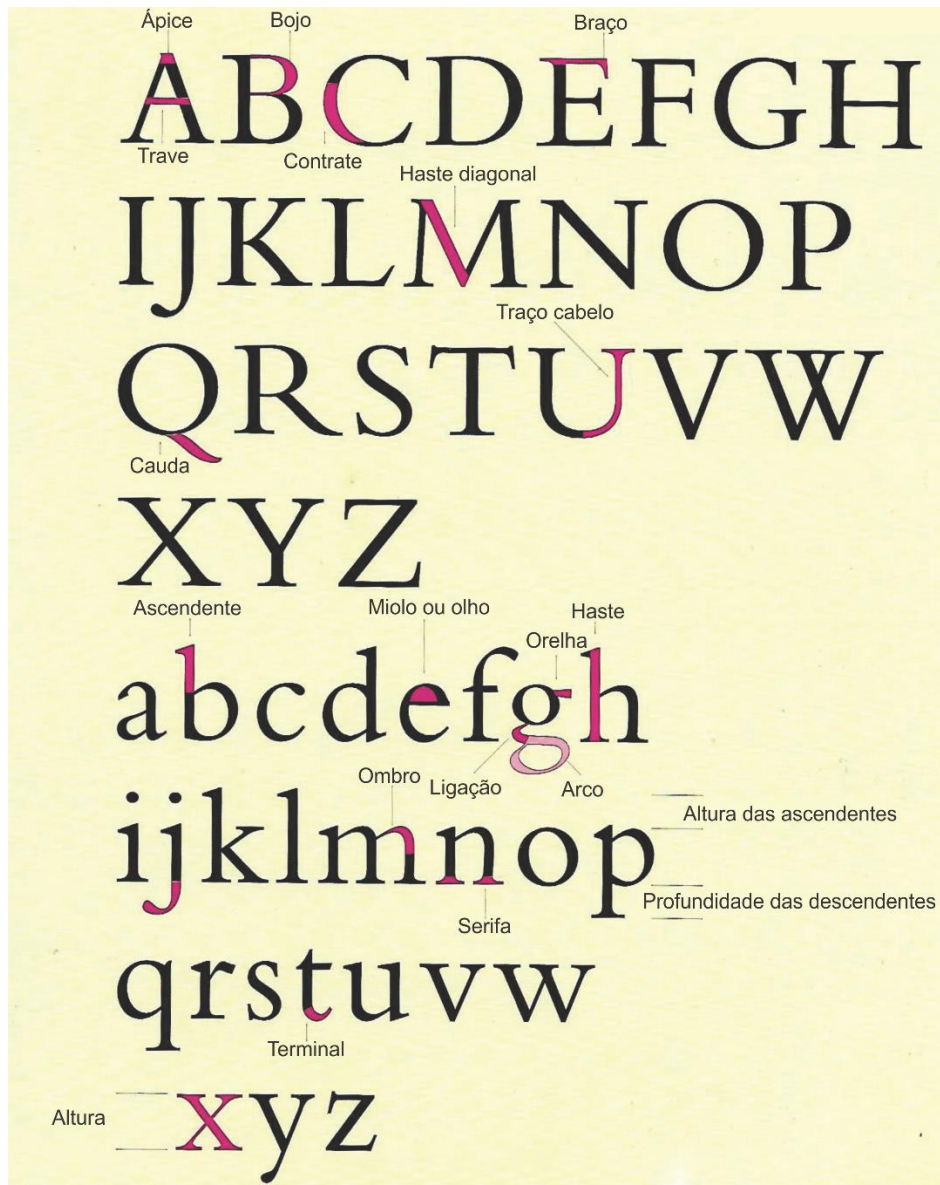 Ápice Bojo Braço
ABCDEFGH
Trave Contrate
Haste diagonal
IJKLMNOP
Traço cabelo
QRSTUVW
Cauda
XYZ
Ascendente Miolo ou olho Haste
Orelha
abcdefgh
Ligação Arco
Ombro
Altura das ascendentes
ijklmnop
Profundidade das descendentes
Serifa
qrstuvw
Terminal
Altura xyz